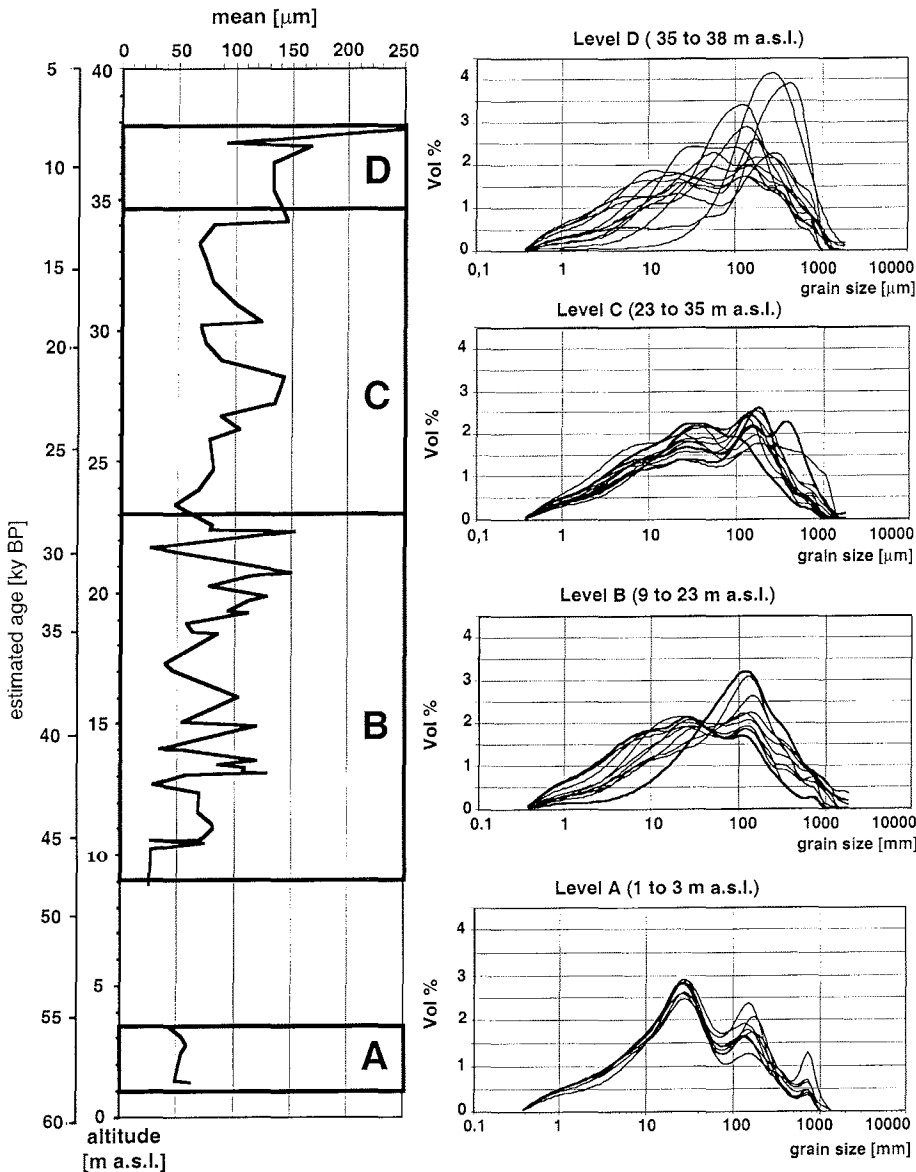 mean [µm]
0 50 100 150 200 250
estimated age [ky BP]
5
10
15
20
25
30
35
40
45
50
55
60
40
35
30
25
20
15
10
5
0
altitude
[m a.s.l.]
D
C
B
A
Level D ( 35 to 38 m a.s.l.)
Vol %
4
3
2
1
0
0,1 1 10 100 1000 10000
grain size [µm]
Level C (23 to 35 m a.s.l.)
Vol %
4
3
2
1
0
0,1 1 10 100 1000 10000
grain size [µm]
Level B (9 to 23 m a.s.l.)
Vol %
4
3
2
1
0
0.1 1 10 100 1000 10000
grain size [mm]
Level A (1 to 3 m a.s.l.)
Vol %
4
3
2
1
0
0.1 1 10 100 1000 10000
grain size [mm]